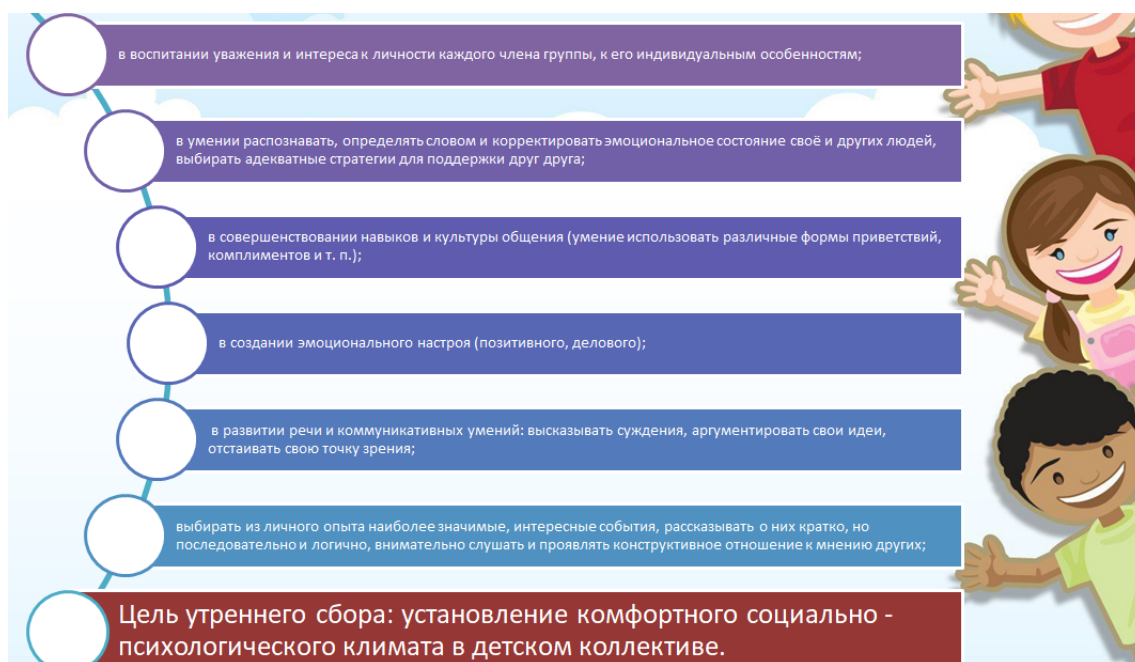 в воспитании уважения и интереса к личности каждого члена группы, к его индивидуальным особенностям;
в умении распознавать, определять словом и корректировать эмоциональное состояние своё и других людей,
выбирать адекватные стратегии для поддержки друг друга;
в совершенствовании навыков и культуры общения (умение использовать различные формы приветствий,
комплиментов и т. п.);
в создании эмоционального настроя (позитивного, делового);
в развитии речи и коммуникативных умений: высказывать суждения, аргументировать свои идеи,
отстаивать свою точку зрения;
выбирать из личного опыта наиболее значимые, интересные события, рассказывать о них кратко, но
последовательно и логично, внимательно слушать и проявлять конструктивное отношение к мнению других;
Цель утреннего сбора: установление комфортного социально -
психологического климата в детском коллективе.